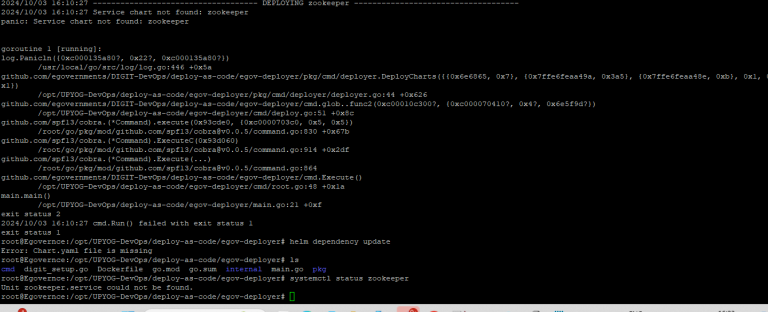 2024/10/03 16:10:27 ------------------------------------ DEPLOYING zookeeper ------------------------------------
2024/10/03 16:10:27 Service chart not found: zookeeper
panic: Service chart not found: zookeeper
goroutine 1 [running]:
log.Panicln({0xc000135a80?, 0x22?, 0xc000135a80?})
/usr/local/go/src/log/log.go:446 +0x5a
github.com/egovernments/DIGIT-DevOps/deploy-as-code/egov-deployer/pkg/cmd/deployer.DeployCharts({{0x6e6865, 0x7}, {0x7ffe6feaa49a, 0x3a5}, {0x7ffe6feaa48e, 0xb}, 0x1, 0
x1})
/opt/UPYOG-DevOps/deploy-as-code/egov-deployer/pkg/cmd/deployer/deployer.go:44 +0x626
github.com/egovernments/DIGIT-DevOps/deploy-as-code/egov-deployer/cmd.glob..func2(0xc00010c300?, {0xc000070410?, 0x4?, 0x6e5f9d?})
/opt/UPYOG-DevOps/deploy-as-code/egov-deployer/cmd/deploy.go:51 +0x8c
github.com/spf13/cobra.(*Command).execute(0x93cde0, {0xc0000703c0, 0x5, 0x5})
/root/go/pkg/mod/github.com/spf13/cobra@v0.0.5/command.go:830 +0x67b
github.com/spf13/cobra.(*Command).ExecuteC(0x93d060)
/root/go/pkg/mod/github.com/spf13/cobra@v0.0.5/command.go:914 +0x2df
github.com/spf13/cobra.(*Command).Execute(...)
/root/go/pkg/mod/github.com/spf13/cobra@v0.0.5/command.go:864
github.com/egovernments/DIGIT-DevOps/deploy-as-code/egov-deployer/cmd.Execute()
/opt/UPYOG-DevOps/deploy-as-code/egov-deployer/cmd/root.go:48 +0x1a
main.main()
/opt/UPYOG-DevOps/deploy-as-code/egov-deployer/main.go:21 +0xf
exit status 2
2024/10/03 16:10:27 cmd.Run() failed with exit status 1
exit status 1
root@Egovernce:/opt/UPYOG-DevOps/deploy-as-code/egov-deployer# helm dependency update
Error: Chart.yaml file is missing
root@Egovernce:/opt/UPYOG-DevOps/deploy-as-code/egov-deployer# ls
cmd digit_setup.go Dockerfile go.mod go.sum internal main.go pkg
root@Egovernce:/opt/UPYOG-DevOps/deploy-as-code/egov-deployer# systemctl status zookeeper
Unit zookeeper.service could not be found.
root@Egovernce:/opt/UPYOG-DevOps/deploy-as-code/egov-deployer#